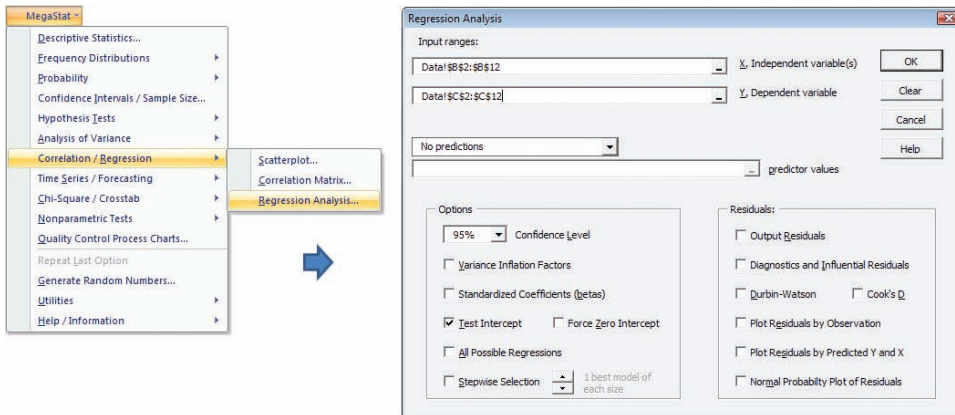 MegaStat
Descriptive Statistics...
Frequency Distributions
Probability
Confidence Intervals / Sample Size...
Hypothesis Tests
Analysis of Variance
Correlation / Regression
Time Series / Forecasting
Chi-Square / Crosstab
Nonparametric Tests
Quality Control Process Charts...
Repeat Last Option
Generate Random Numbers...
Utilities
Help / Information
Scatterplot...
Correlation Matrix...
Regression Analysis...
Regression Analysis
Input ranges:
Data!$B$2:$B$12
X, Independent variable(s)
OK
Data!$C$2:$C$12
Y, Dependent variable
Clear
Cancel
No predictions
Help
predictor values
Options
95% Confidence Level
Variance Inflation Factors
Standardized Coefficients (betas)
Test Intercept Force Zero Intercept
All Possible Regressions
Stepwise Selection 1 best model of
each size
Residuals:
Output Residuals
Diagnostics and Influential Residuals
Durbin-Watson Cook's D
Plot Residuals by Observation
Plot Residuals by Predicted Y and X
Normal Probabilty Plot of Residuals